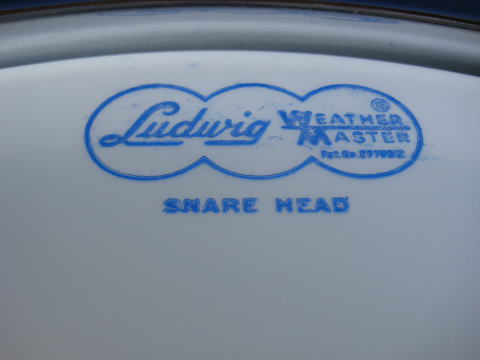 Ludwig WEATHER MASTER ®
SNARE HEAD